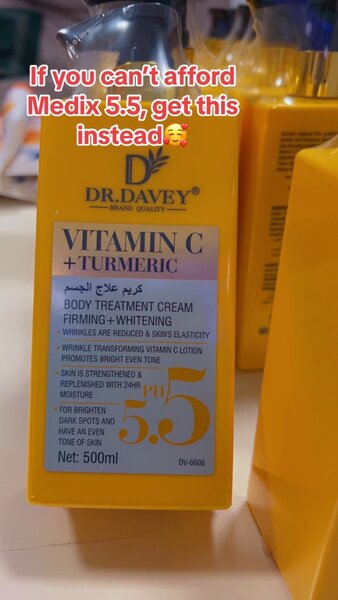 If you can't afford
Medix 5.5, get this
instead🥰
DR.DAVEY®
BRAND QUALITY
VITAMIN C
+TURMERIC
كريم علاج الجسم
BODY TREATMENT CREAM
FIRMING+WHITENING
• WRINKLES ARE REDUCED & SKIN'S ELASTICITY
• WRINKLE TRANSFORMING VITAMIN C LOTION
PROMOTES BRIGHT EVEN TONE
• SKIN IS STRENGTHENED &
REPLENISHED WITH 24HR
MOISTURE
• FOR BRIGHTEN
DARK SPOTS AND
HAVE AN EVEN
TONE OF SKIN
PH
5.5
Net: 500ml
DV-6606